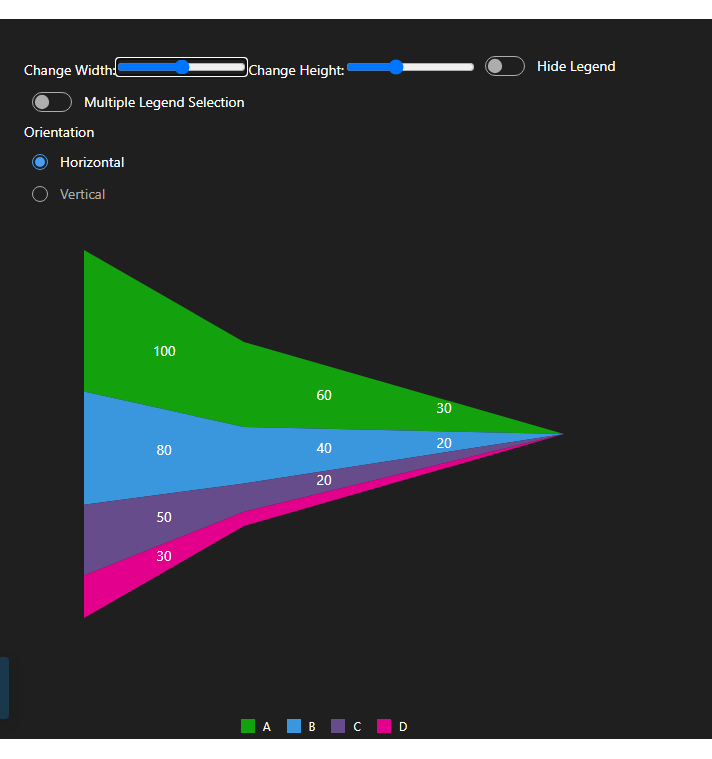 Change Width: Change Height: Hide Legend
Multiple Legend Selection
Orientation
Horizontal
Vertical
100
60
30
80
40
20
50
20
30
A B C D